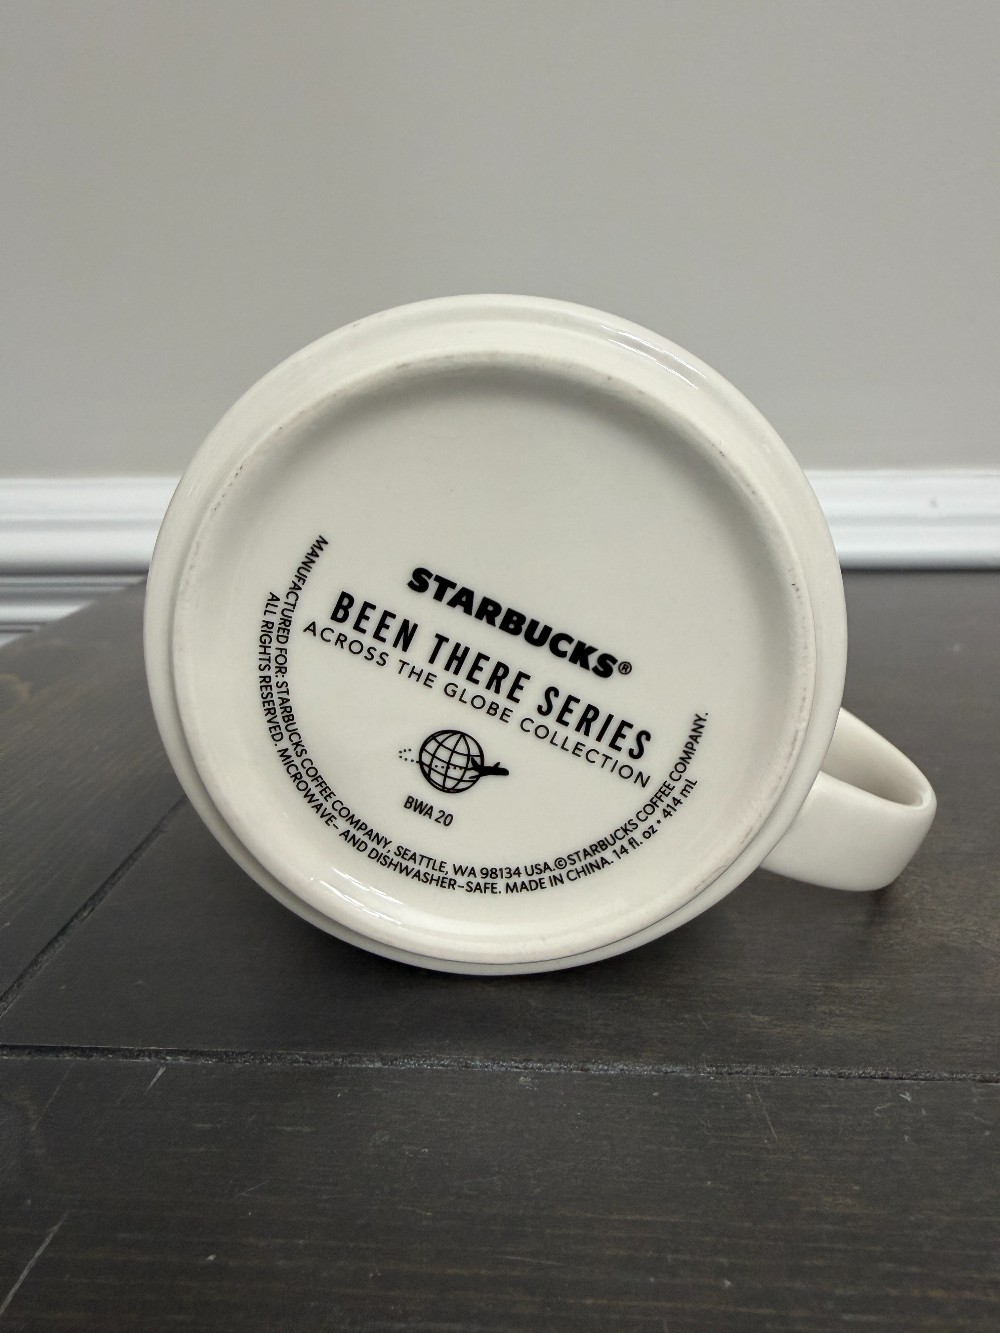 STARBUCKS®
BEEN THERE SERIES
ACROSS THE GLOBE COLLECTION
BWA 20
MANUFACTURED FOR: STARBUCKS COFFEE COMPANY, SEATTLE, WA 98134 USA. © STARBUCKS COFFEE COMPANY.
ALL RIGHTS RESERVED. MICROWAVE- AND DISHWASHER-SAFE. MADE IN CHINA. 14 fl. oz • 414 mL